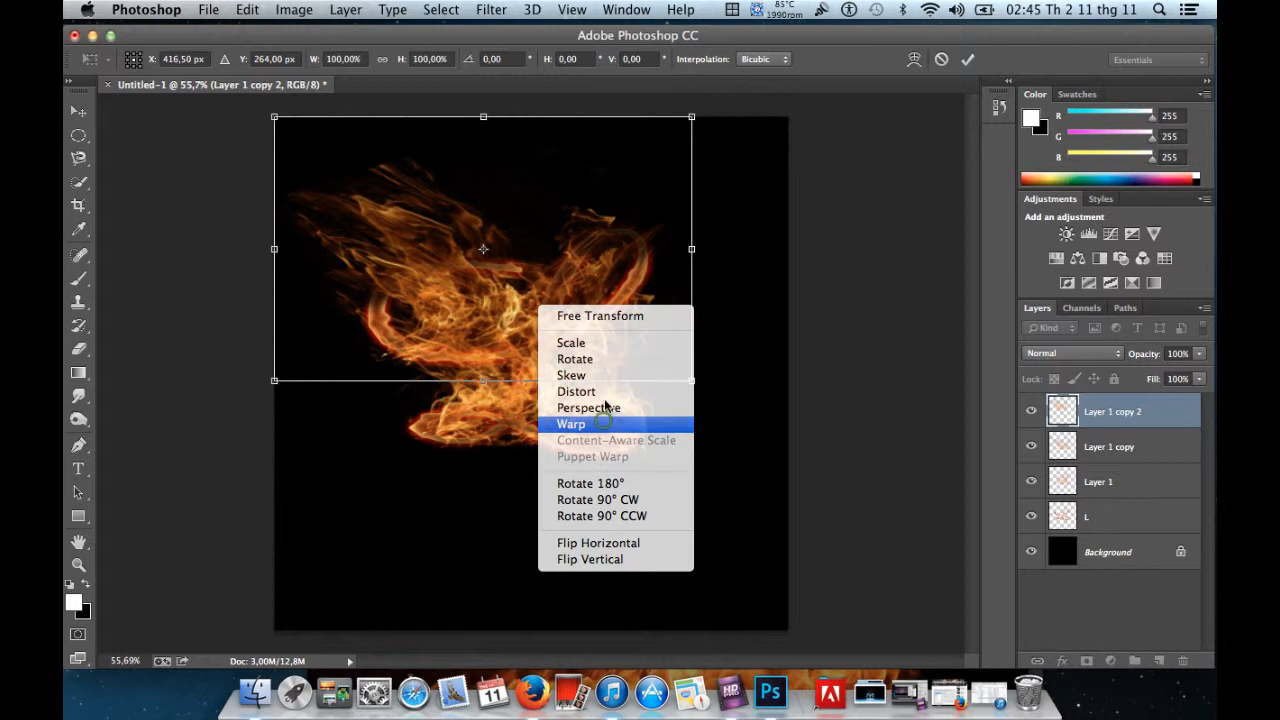 Photoshop File Edit Image Layer Type Select Filter 3D View Window Help 85°C 1990rpm 02:45 Th 2 11 thg 11
Adobe Photoshop CC
X: 416,50 px Y: 264,00 px W: 100,00% H: 100,00% 0,00 ° H: 0,00 ° V: 0,00 ° Interpolation: Bicubic Essentials
Untitled-1 @ 55,7% (Layer 1 copy 2, RGB/8) *
Color Swatches
R 255
G 255
B 255
Adjustments Styles
Add an adjustment
Free Transform
Scale
Rotate
Skew
Distort
Perspective
Warp
Content-Aware Scale
Puppet Warp
Rotate 180°
Rotate 90° CW
Rotate 90° CCW
Flip Horizontal
Flip Vertical
Layers Channels Paths
Kind
Normal Opacity: 100%
Lock: Fill: 100%
Layer 1 copy 2
Layer 1 copy
Layer 1
L
Background
55,69% Doc: 3,00M/12,8M
11
HD
Ps